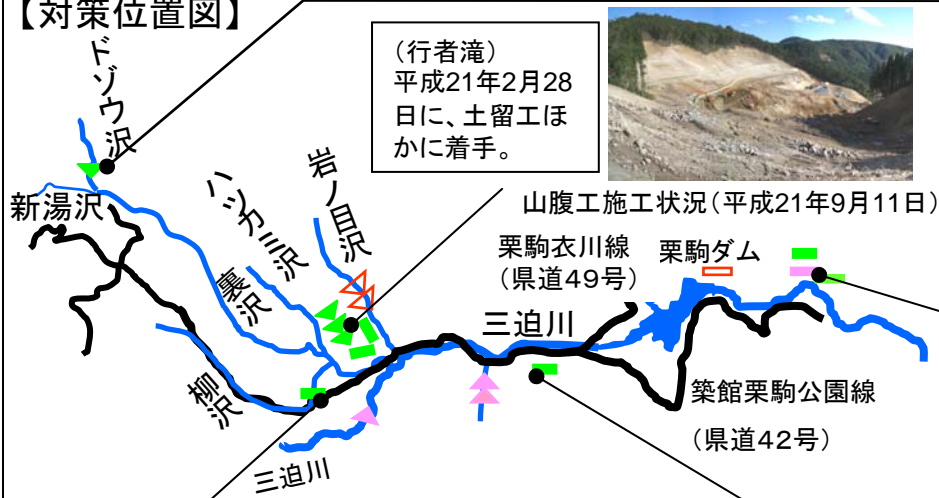 【対策位置図】
ドゾウ沢
(行者滝)
平成21年2月28
日に、土留工ほ
かに着手。
山腹工施工状況(平成21年9月11日)
新湯沢
ハツカ三沢
岩ノ目沢
裏沢
柳沢
栗駒衣川線
(県道49号)
栗駒ダム
三迫川
築館栗駒公園線
(県道42号)
三迫川